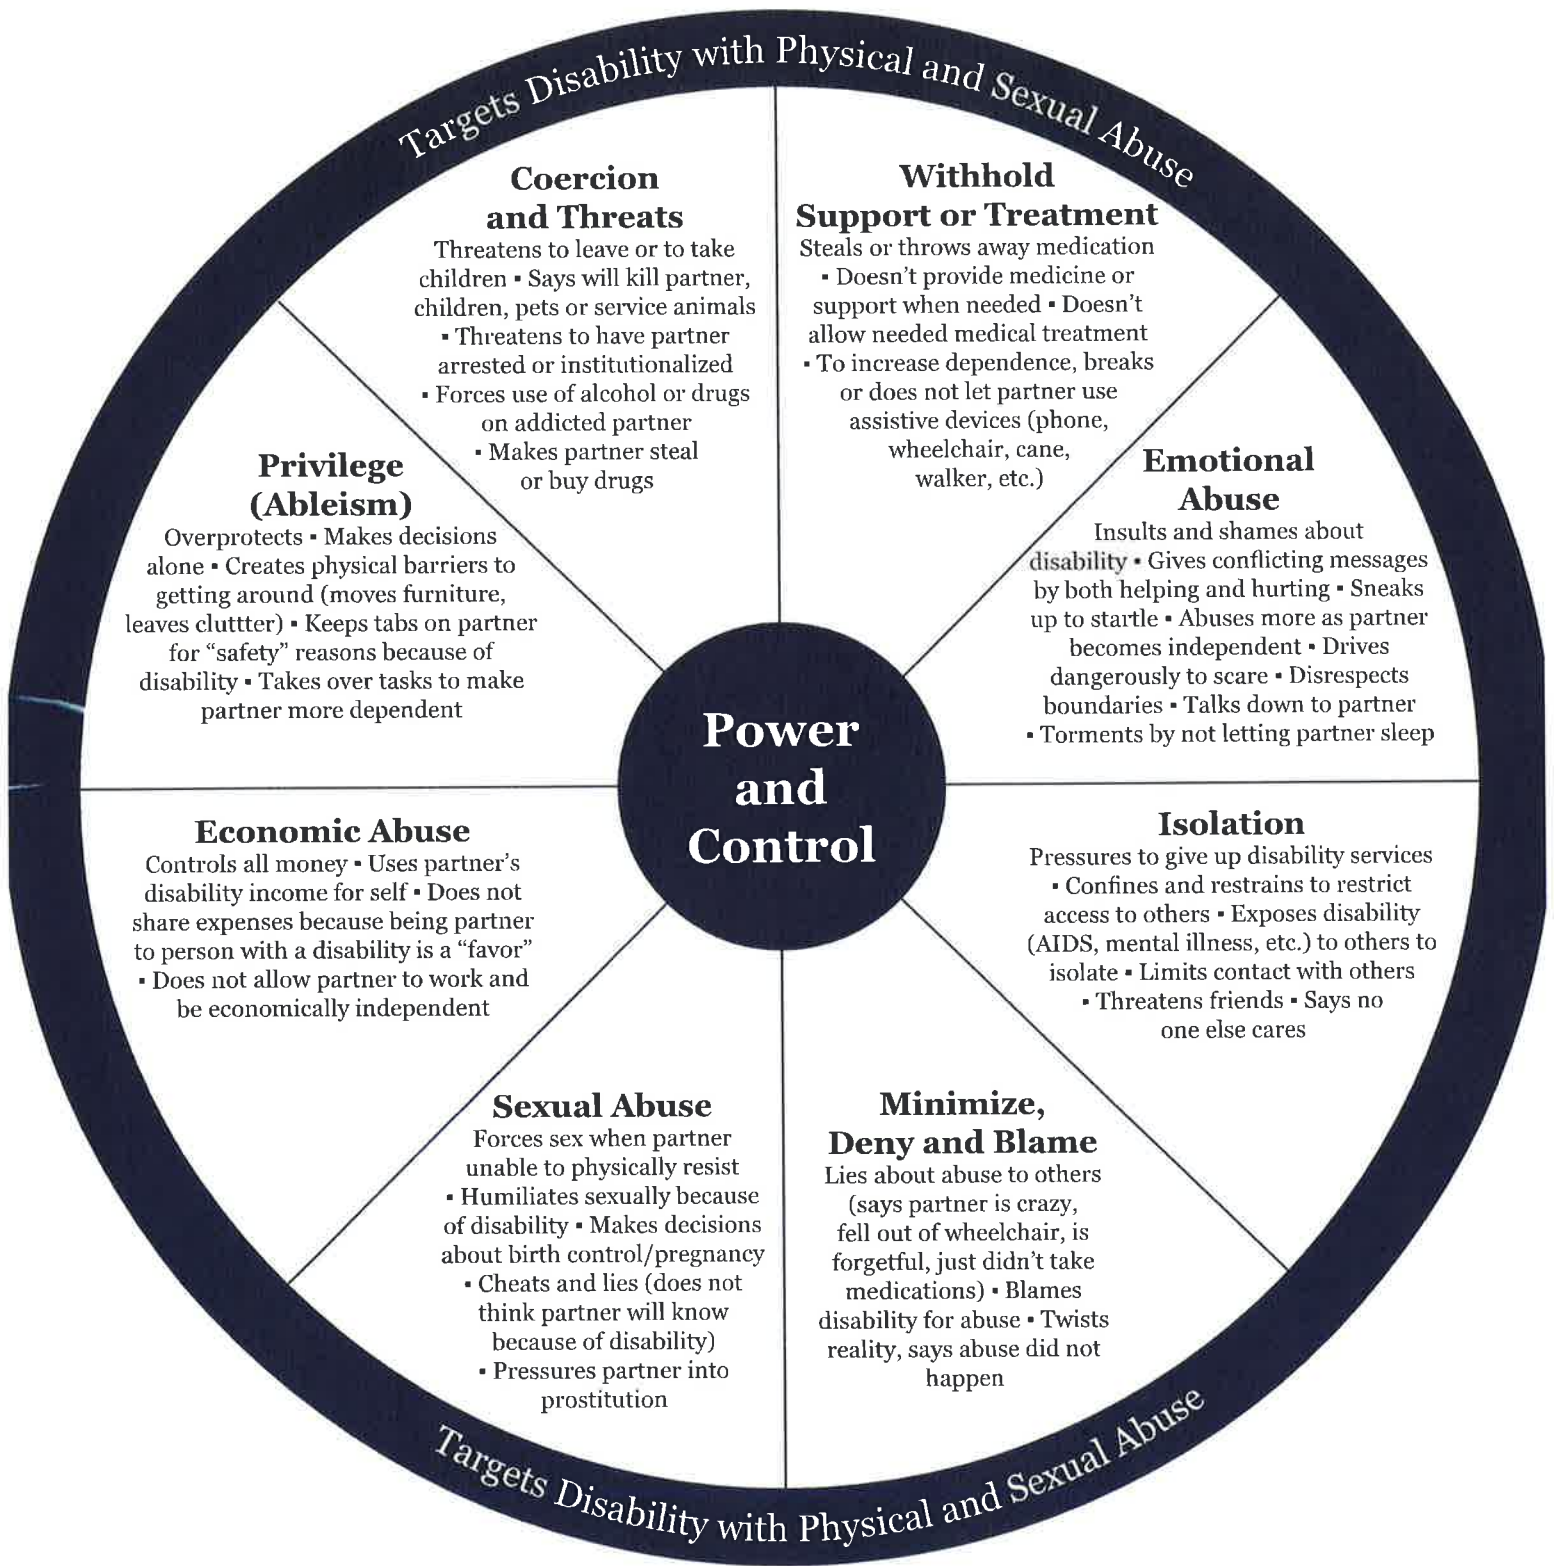 Targets Disability with Physical and Sexual Abuse
Coercion
and Threats
Threatens to leave or to take
children ▪ Says will kill partner,
children, pets or service animals
▪ Threatens to have partner
arrested or institutionalized
▪ Forces use of alcohol or drugs
on addicted partner
▪ Makes partner steal
or buy drugs
Withhold
Support or Treatment
Steals or throws away medication
▪ Doesn't provide medicine or
support when needed ▪ Doesn't
allow needed medical treatment
▪ To increase dependence, breaks
or does not let partner use
assistive devices (phone,
wheelchair, cane,
walker, etc.)
Emotional
Abuse
Insults and shames about
disability ▪ Gives conflicting messages
by both helping and hurting ▪ Sneaks
up to startle ▪ Abuses more as partner
becomes independent ▪ Drives
dangerously to scare ▪ Disrespects
boundaries ▪ Talks down to partner
▪ Torments by not letting partner sleep
Isolation
Pressures to give up disability services
▪ Confines and restrains to restrict
access to others ▪ Exposes disability
(AIDS, mental illness, etc.) to others to
isolate ▪ Limits contact with others
▪ Threatens friends ▪ Says no
one else cares
Minimize,
Deny and Blame
Lies about abuse to others
(says partner is crazy,
fell out of wheelchair, is
forgetful, just didn't take
medications) ▪ Blames
disability for abuse ▪ Twists
reality, says abuse did not
happen
Sexual Abuse
Forces sex when partner
unable to physically resist
▪ Humiliates sexually because
of disability ▪ Makes decisions
about birth control/pregnancy
▪ Cheats and lies (does not
think partner will know
because of disability)
▪ Pressures partner into
prostitution
Economic Abuse
Controls all money ▪ Uses partner's
disability income for self ▪ Does not
share expenses because being partner
to person with a disability is a “favor”
▪ Does not allow partner to work and
be economically independent
Privilege
(Ableism)
Overprotects ▪ Makes decisions
alone ▪ Creates physical barriers to
getting around (moves furniture,
leaves cluttter) ▪ Keeps tabs on partner
for “safety” reasons because of
disability ▪ Takes over tasks to make
partner more dependent
Power
and
Control
Targets Disability with Physical and Sexual Abuse